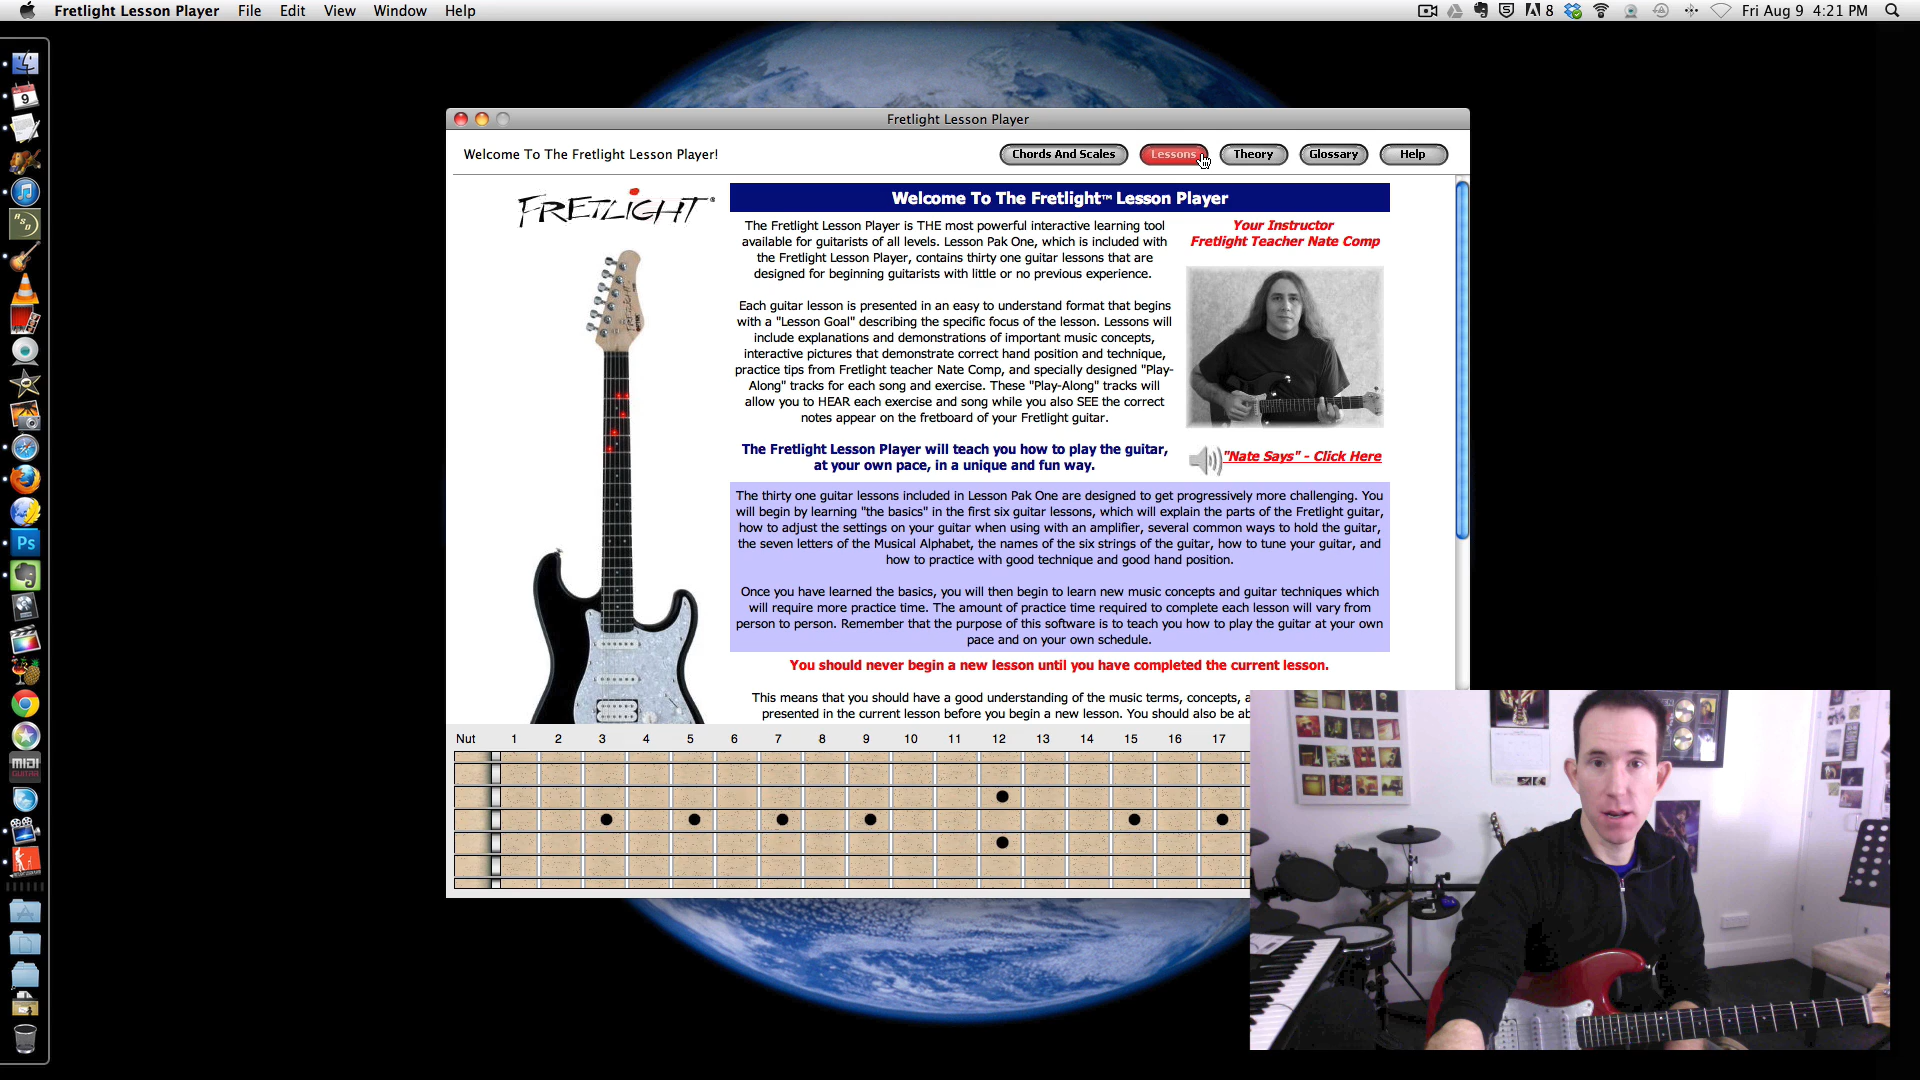 Fretlight Lesson Player File Edit View Window Help
8 Fri Aug 9 4:21 PM
Fretlight Lesson Player
Welcome To The Fretlight Lesson Player!
Chords And Scales Lessons Theory Glossary Help
FRETLIGHT
Welcome To The Fretlight™ Lesson Player
The Fretlight Lesson Player is THE most powerful interactive learning tool
available for guitarists of all levels. Lesson Pak One, which is included with
the Fretlight Lesson Player, contains thirty one guitar lessons that are
designed for beginning guitarists with little or no previous experience.
Each guitar lesson is presented in an easy to understand format that begins
with a "Lesson Goal" describing the specific focus of the lesson. Lessons will
include explanations and demonstrations of important music concepts,
interactive pictures that demonstrate correct hand position and technique,
practice tips from Fretlight teacher Nate Comp, and specially designed "Play-
Along" tracks for each song and exercise. These "Play-Along" tracks will
allow you to HEAR each exercise and song while you also SEE the correct
notes appear on the fretboard of your Fretlight guitar.
The Fretlight Lesson Player will teach you how to play the guitar,
at your own pace, in a unique and fun way.
Your Instructor
Fretlight Teacher Nate Comp
"Nate Says" - Click Here
The thirty one guitar lessons included in Lesson Pak One are designed to get progressively more challenging. You
will begin by learning "the basics" in the first six guitar lessons, which will explain the parts of the Fretlight guitar,
how to adjust the settings on your guitar when using with an amplifier, several common ways to hold the guitar,
the seven letters of the Musical Alphabet, the names of the six strings of the guitar, how to tune your guitar, and
how to practice with good technique and good hand position.
Once you have learned the basics, you will then begin to learn new music concepts and guitar techniques which
will require more practice time. The amount of practice time required to complete each lesson will vary from
person to person. Remember that the purpose of this software is to teach you how to play the guitar at your own
pace and on your own schedule.
You should never begin a new lesson until you have completed the current lesson.
This means that you should have a good understanding of the music terms, concepts, a
presented in the current lesson before you begin a new lesson. You should also be ab
Nut 1 2 3 4 5 6 7 8 9 10 11 12 13 14 15 16 17
9
Ps
MIDI
GUITAR